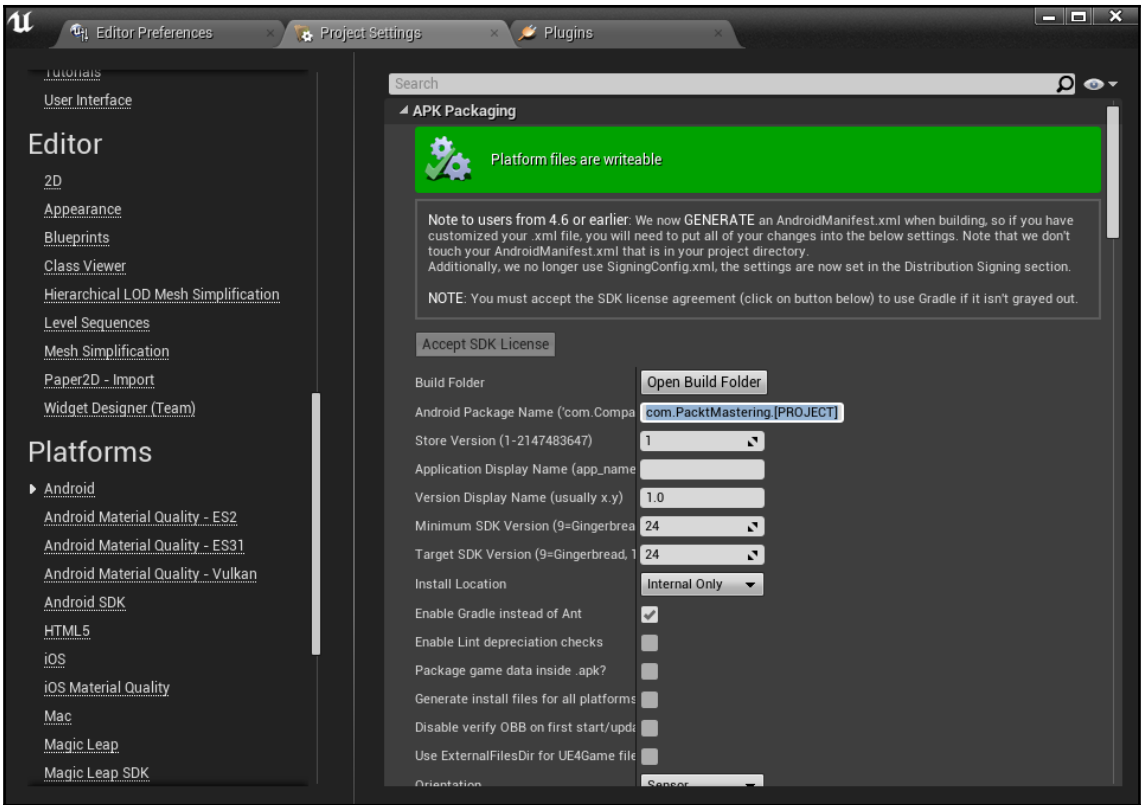 Editor Preferences
Project Settings
Plugins
Tutorials
User Interface
Editor
2D
Appearance
Blueprints
Class Viewer
Hierarchical LOD Mesh Simplification
Level Sequences
Mesh Simplification
Paper2D - Import
Widget Designer (Team)
Platforms
Android
Android Material Quality - ES2
Android Material Quality - ES31
Android Material Quality - Vulkan
Android SDK
HTML5
iOS
iOS Material Quality
Mac
Magic Leap
Magic Leap SDK
Search
APK Packaging
Platform files are writeable
Note to users from 4.6 or earlier: We now GENERATE an AndroidManifest.xml when building, so if you have
customized your .xml file, you will need to put all of your changes into the below settings. Note that we don't
touch your AndroidManifest.xml that is in your project directory.
Additionally, we no longer use SigningConfig.xml, the settings are now set in the Distribution Signing section.
NOTE: You must accept the SDK license agreement (click on button below) to use Gradle if it isn't grayed out.
Accept SDK License
Build Folder Open Build Folder
Android Package Name ('com.Compa com.PacktMastering.[PROJECT]
Store Version (1-2147483647) 1
Application Display Name (app_name
Version Display Name (usually x.y) 1.0
Minimum SDK Version (9=Gingerbrea 24
Target SDK Version (9=Gingerbread, 1 24
Install Location Internal Only
Enable Gradle instead of Ant
Enable Lint depreciation checks
Package game data inside .apk?
Generate install files for all platforms
Disable verify OBB on first start/upda
Use ExternalFilesDir for UE4Game file
Orientation Sensor